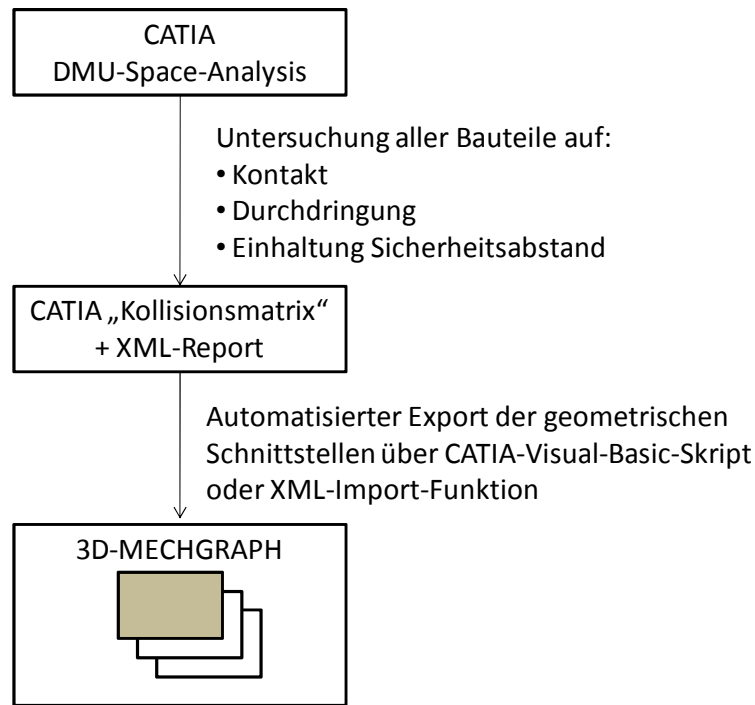 CATIA
DMU-Space-Analysis
Untersuchung aller Bauteile auf:
• Kontakt
• Durchdringung
• Einhaltung Sicherheitsabstand
CATIA „Kollisionsmatrix“
+ XML-Report
Automatisierter Export der geometrischen
Schnittstellen über CATIA-Visual-Basic-Skript
oder XML-Import-Funktion
3D-MECHGRAPH